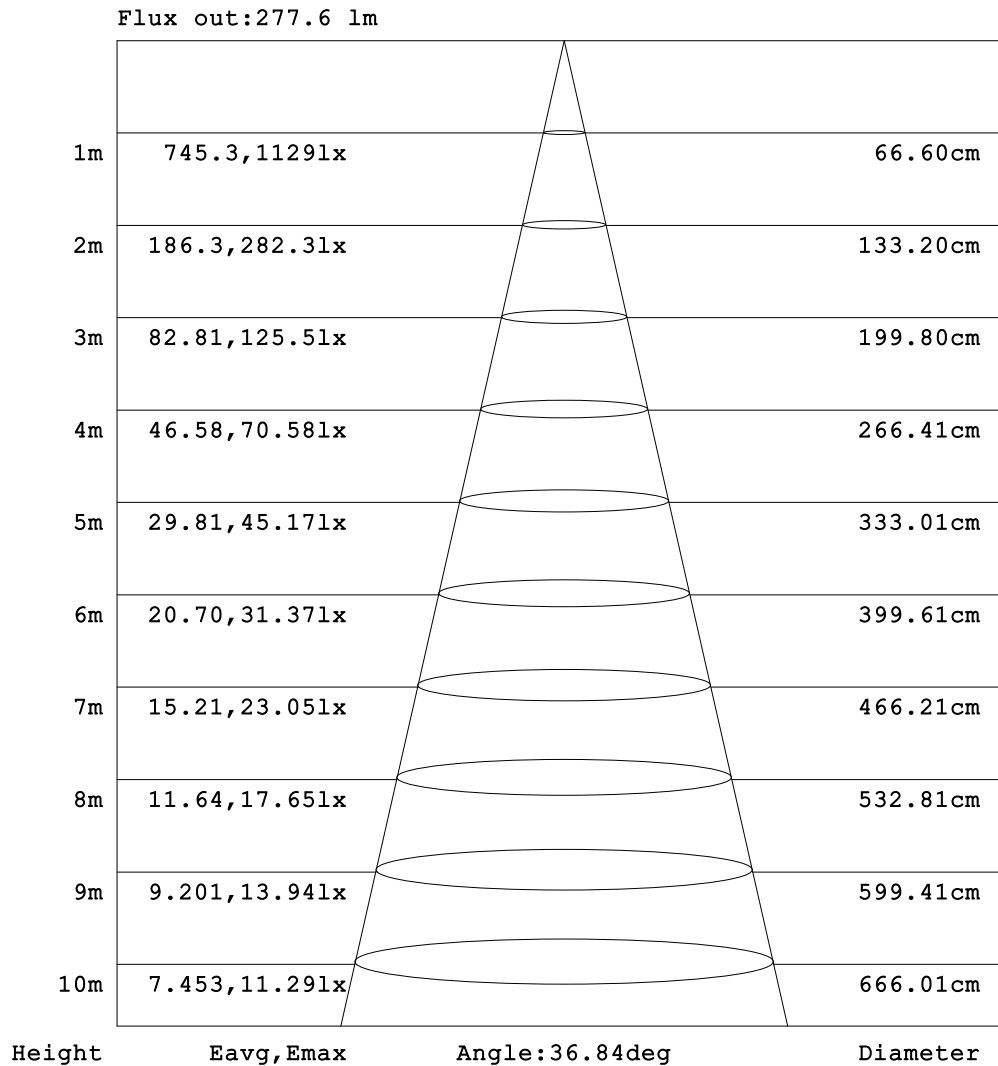 Flux out:277.6 lm
1m 745.3,1129lx 66.60cm
2m 186.3,282.3lx 133.20cm
3m 82.81,125.5lx 199.80cm
4m 46.58,70.58lx 266.41cm
5m 29.81,45.17lx 333.01cm
6m 20.70,31.37lx 399.61cm
7m 15.21,23.05lx 466.21cm
8m 11.64,17.65lx 532.81cm
9m 9.201,13.94lx 599.41cm
10m 7.453,11.29lx 666.01cm
Height Eavg,Emax Angle:36.84deg Diameter